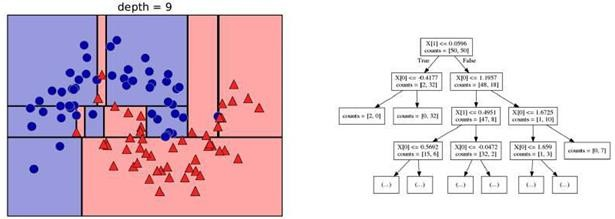 depth = 9
X[1] <= 0.0596
counts = [50, 50]
True
False
X[0] <= -0.4177
counts = [2, 32]
X[0] <= 1.1957
counts = [48, 18]
counts = [2, 0]
counts = [0, 32]
X[1] <= 0.4951
counts = [47, 8]
X[0] <= 1.6725
counts = [1, 10]
X[0] <= 0.5692
counts = [15, 6]
X[0] <= -0.0472
counts = [32, 2]
X[0] <= 1.659
counts = [1, 3]
counts = [0, 7]
(...)
(...)
(...)
(...)
(...)
(...)